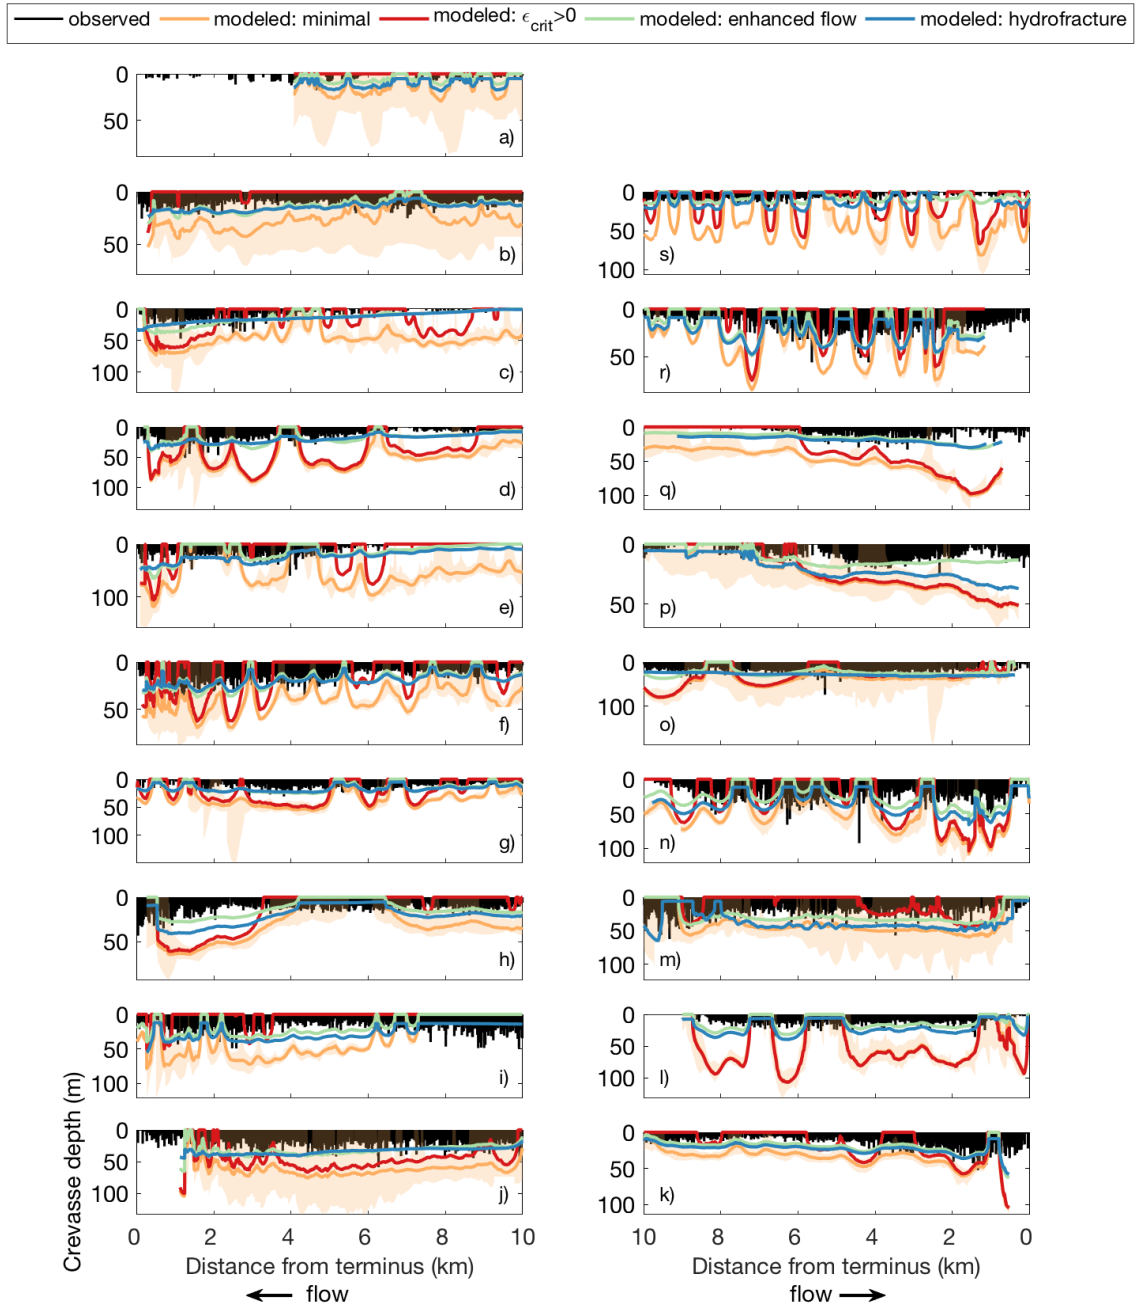 observed modeled: minimal modeled: ϵcrit>0 modeled: enhanced flow modeled: hydrofracture
0
50
a)
0
50
b)
0
50
100
s)
0
50
100
c)
0
50
r)
0
50
100
d)
0
50
100
q)
0
100
e)
0
50
p)
0
50
f)
0
100
o)
0
50
100
g)
0
50
100
n)
0
50
h)
0
50
100
m)
0
50
100
i)
0
50
100
l)
0
50
100
j)
0
50
100
k)
Crevasse depth (m)
0 2 4 6 8 10
10 8 6 4 2 0
Distance from terminus (km)
Distance from terminus (km)
← flow
flow →